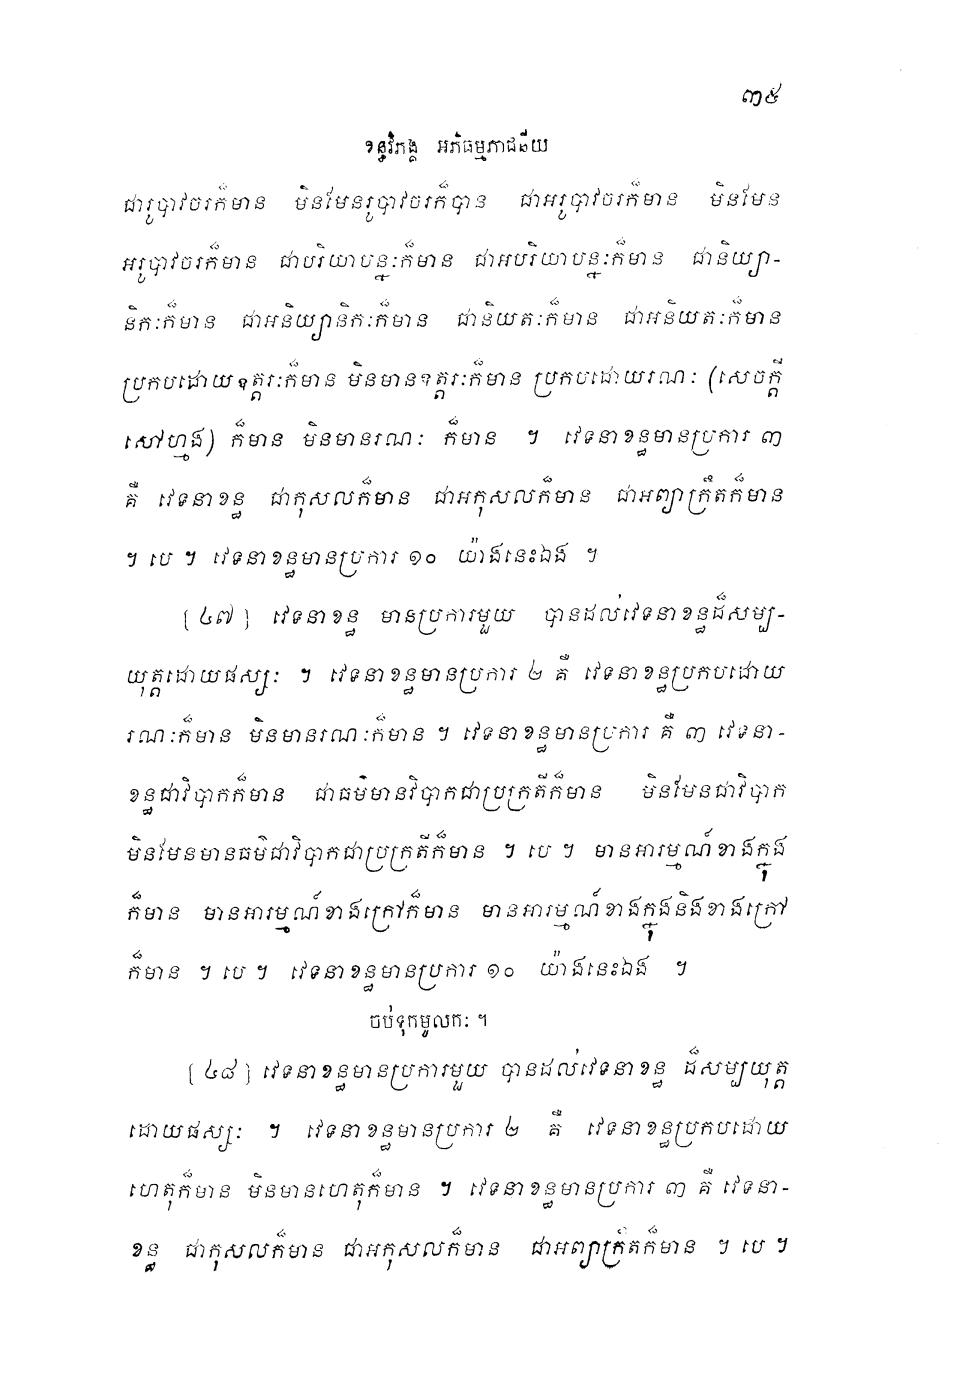 ៣៥
ខន្ធវិភង្គ អភិធម្មភាជនីយ
ជារូបាវចរក៏មាន មិនមែនរូបាវចរក៏បាន ជាអរូបាវចរក៏មាន មិនមែន
អរូបាវចរក៏មាន ជាបរិយាបន្នៈក៏មាន ជាអបរិយាបន្នៈក៏មាន ជានិយ្យា-
និកៈក៏មាន ជាអនិយ្យានិកៈក៏មាន ជានិយតៈក៏មាន ជាអនិយតៈក៏មាន
ប្រកបដោយឧត្តរៈក៏មាន មិនមានឧត្តរៈក៏មាន ប្រកបដោយរណៈ (សេចក្តី
សៅហ្មង) ក៏មាន មិនមានរណៈ ក៏មាន ។ វេទនាខន្ធមានប្រការ ៣
គឺ វេទនាខន្ធ ជាកុសលក៏មាន ជាអកុសលក៏មាន ជាអព្យាក្រឹតក៏មាន
។ បេ ។ វេទនាខន្ធមានប្រការ ១០ យ៉ាងនេះឯង ។
[៤៧] វេទនាខន្ធ មានប្រការមួយ បានដល់វេទនាខន្ធដ៏សម្ប-
យុត្តដោយផស្សៈ ។ វេទនាខន្ធមានប្រការ ២ គឺ វេទនាខន្ធប្រកបដោយ
រណៈក៏មាន មិនមានរណៈក៏មាន ។ វេទនាខន្ធមានប្រការ គឺ ៣ វេទនា-
ខន្ធជាវិបាកក៏មាន ជាធម៌មានវិបាកជាប្រក្រតីក៏មាន មិនមែនជាវិបាក
មិនមែនមានធម៌ជាវិបាកជាប្រក្រតីក៏មាន ។ បេ ។ មានអារម្មណ៍ខាងក្នុង
ក៏មាន មានអារម្មណ៍ខាងក្រៅក៏មាន មានអារម្មណ៍ខាងក្នុងនិងខាងក្រៅ
ក៏មាន ។ បេ ។ វេទនាខន្ធមានប្រការ ១០ យ៉ាងនេះឯង ។
ចប់ទុកមូលកៈ ។
[៤៨] វេទនាខន្ធមានប្រការមួយ បានដល់វេទនាខន្ធ ដ៏សម្បយុត្ត
ដោយផស្សៈ ។ វេទនាខន្ធមានប្រការ ២ គឺ វេទនាខន្ធប្រកបដោយ
ហេតុក៏មាន មិនមានហេតុក៏មាន ។ វេទនាខន្ធមានប្រការ ៣ គឺ វេទនា-
ខន្ធ ជាកុសលក៏មាន ជាអកុសលក៏មាន ជាអព្យាក្រឹតក៏មាន ។ បេ ។